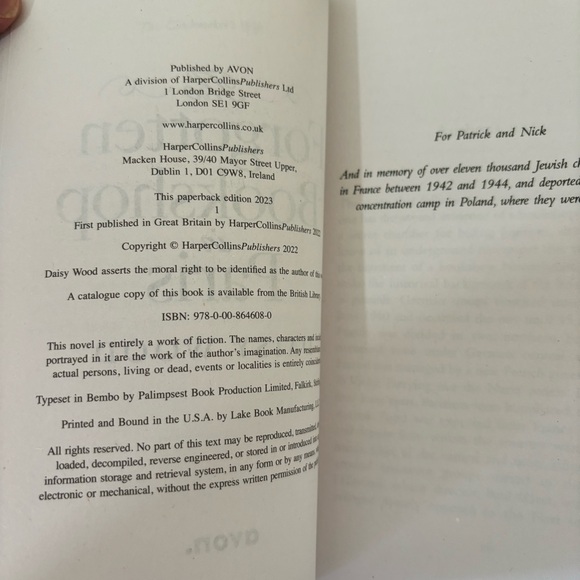 Published by AVON
A division of HarperCollinsPublishers Ltd
1 London Bridge Street
London SE1 9GF
www.harpercollins.co.uk
HarperCollinsPublishers
Macken House, 39/40 Mayor Street Upper,
Dublin 1, D01 C9W8, Ireland
This paperback edition 2023
1
First published in Great Britain by HarperCollinsPublishers 2022
Copyright © HarperCollinsPublishers 2022
Daisy Wood asserts the moral right to be identified as the author of this
A catalogue copy of this book is available from the British Library
ISBN: 978-0-00-864608-0
This novel is entirely a work of fiction. The names, characters and
portrayed in it are the work of the author's imagination. Any
actual persons, living or dead, events or localities is entirely
Typeset in Bembo by Palimpsest Book Production Limited, Falkirk,
Printed and Bound in the U.S.A. by Lake Book Manufacturing,
All rights reserved. No part of this text may be reproduced, transmitted,
loaded, decompiled, reverse engineered, or stored in or introduced
information storage and retrieval system, in any form or by any means,
electronic or mechanical, without the express written permission of the
For Patrick and Nick
And in memory of over eleven thousand Jewish
in France between 1942 and 1944, and deported
concentration camp in Poland, where they